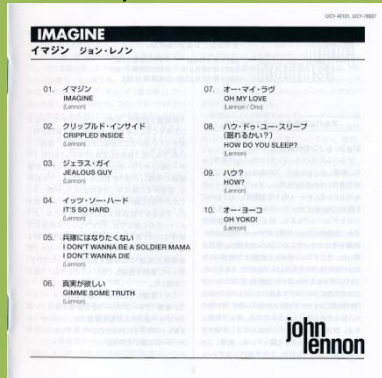 UICY-40101, UICY-76907
IMAGINE
イマジン ジョン・レノン
01. イマジン
IMAGINE
(Lennon)
02. クリップルド・インサイド
CRIPPLED INSIDE
(Lennon)
03. ジェラス・ガイ
JEALOUS GUY
(Lennon)
04. イッツ・ソー・ハード
IT'S SO HARD
(Lennon)
05. 兵隊にはなりたくない
I DON'T WANNA BE A SOLDIER MAMA
I DON'T WANNA DIE
(Lennon)
06. 真実が欲しい
GIMME SOME TRUTH
(Lennon)
07. オー・マイ・ラヴ
OH MY LOVE
(Lennon / Ono)
08. ハウ・ドゥ・ユー・スリープ
(眠れるかい？)
HOW DO YOU SLEEP?
(Lennon)
09. ハウ？
HOW?
(Lennon)
10. オー・ヨーコ
OH YOKO!
(Lennon)
john
lennon